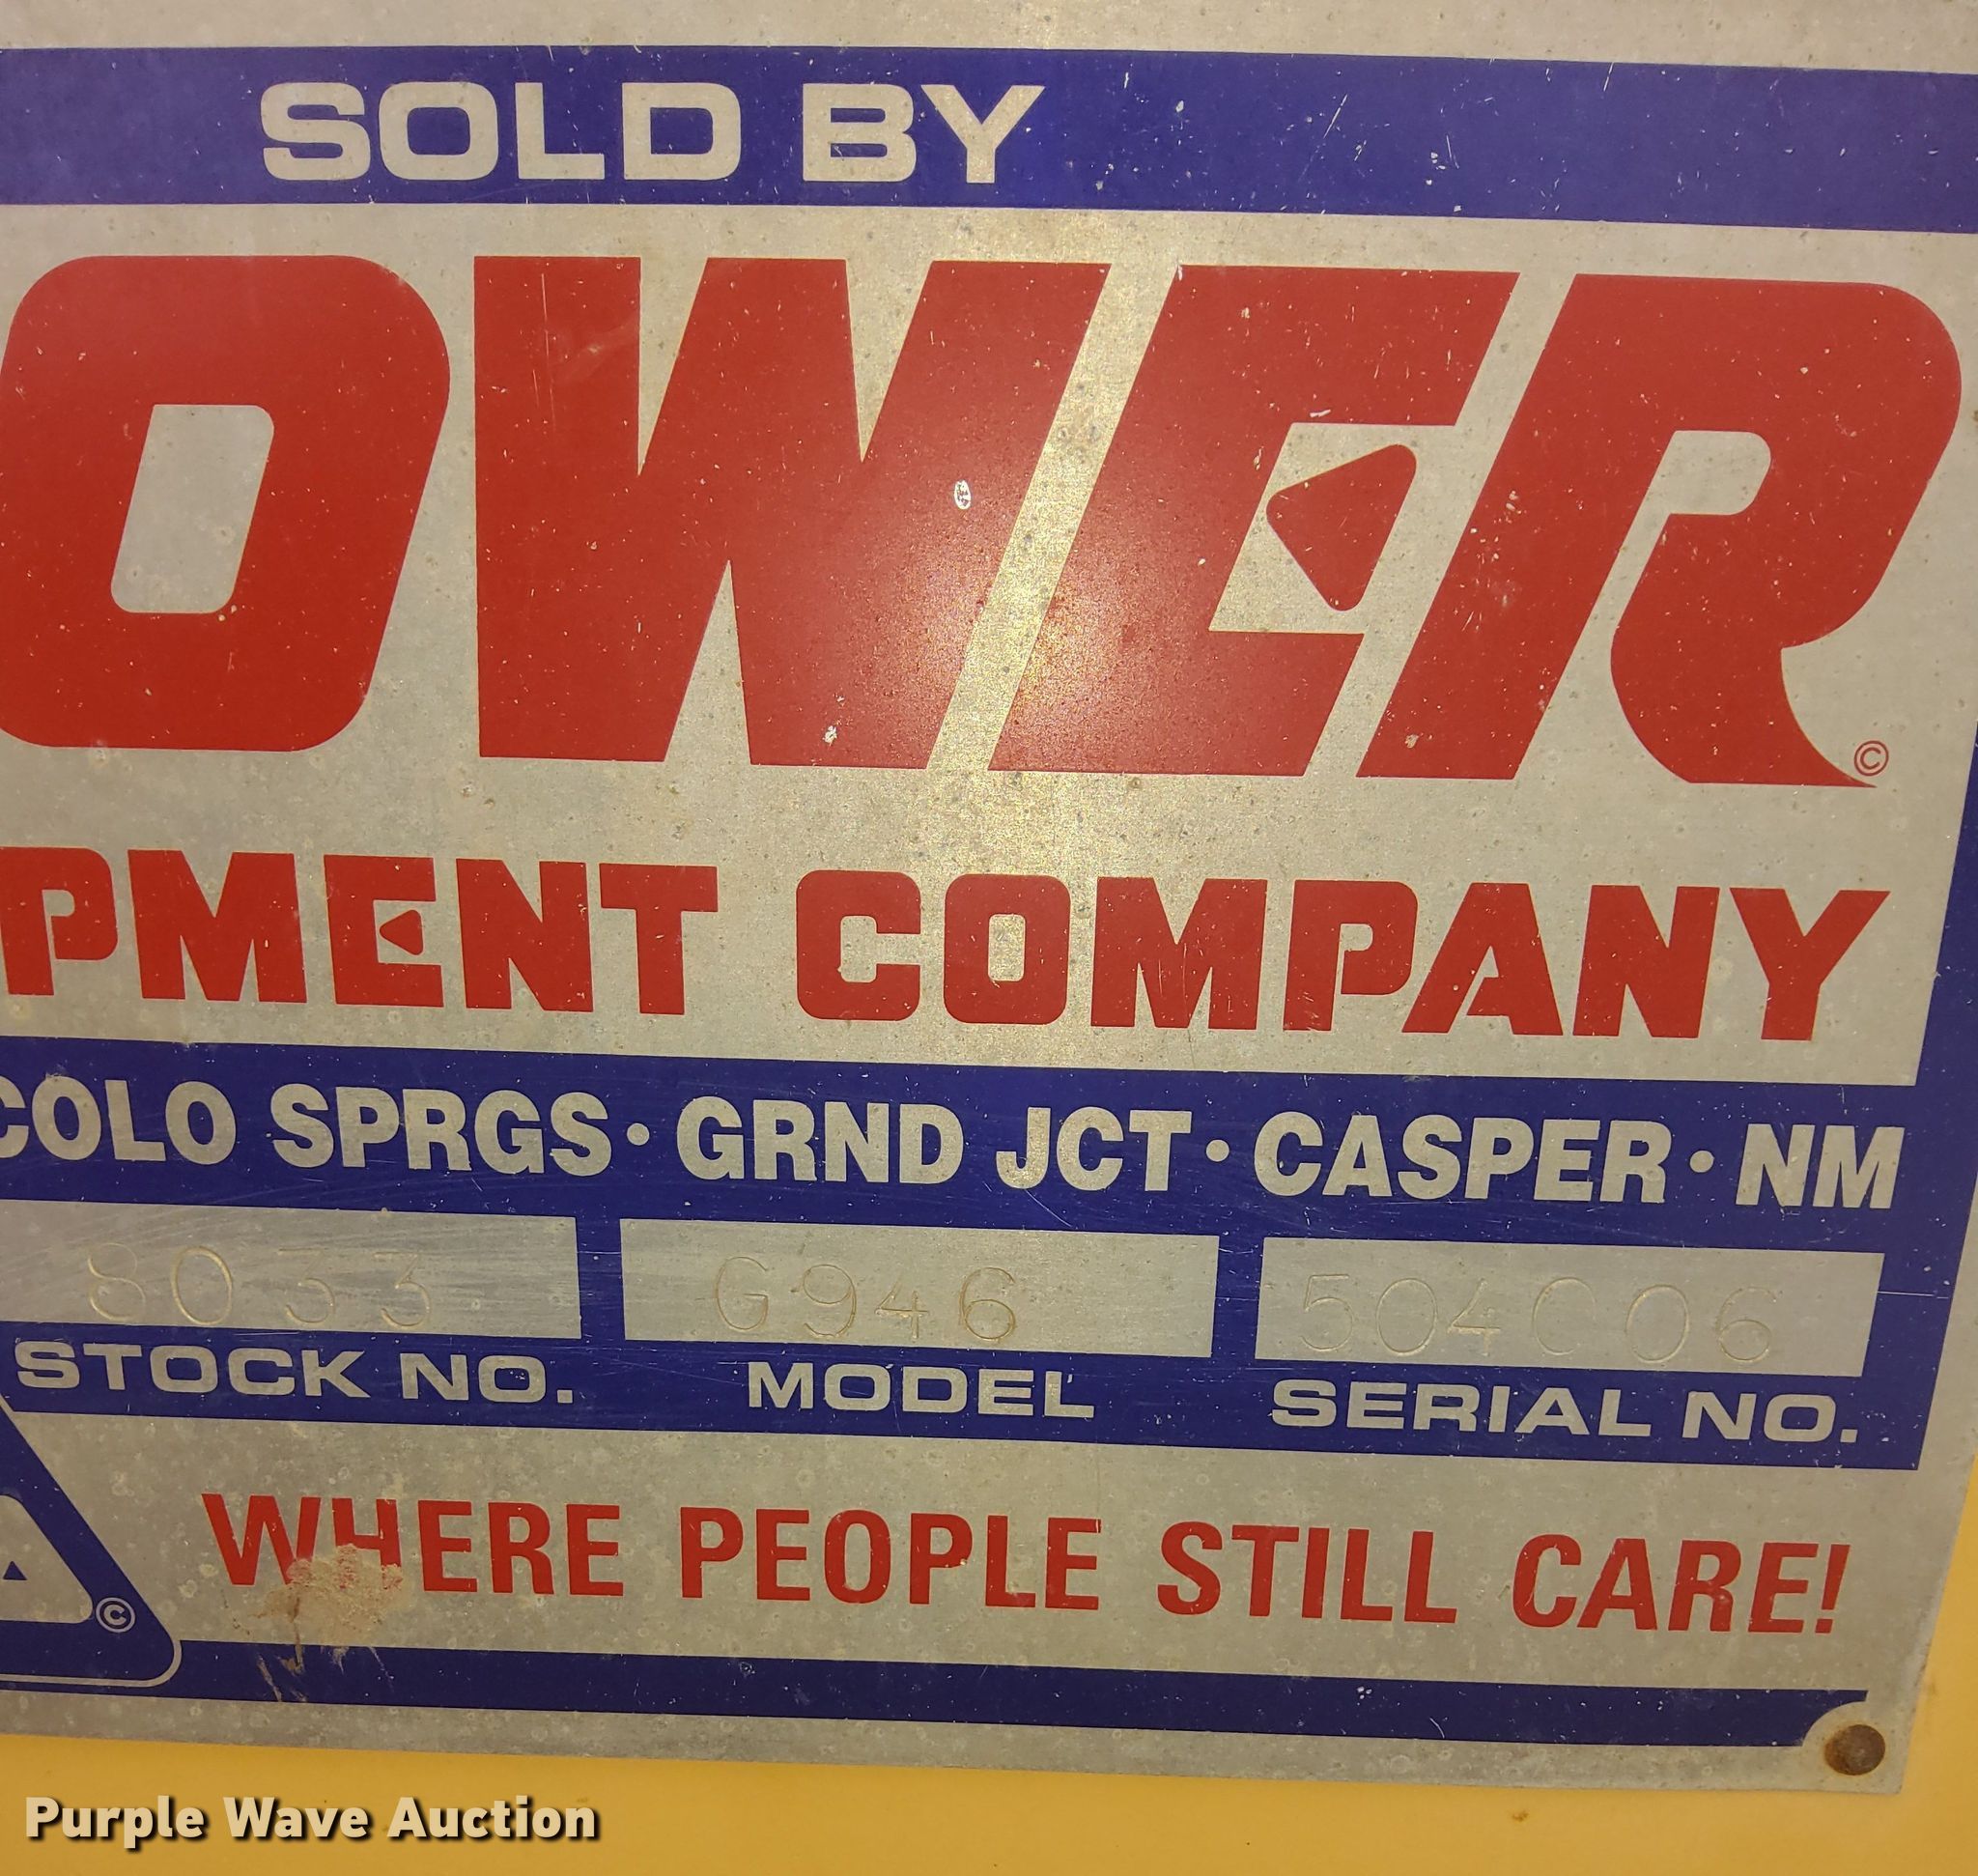 SOLD BY
OWER
©
PMENT COMPANY
COLO SPRGS · GRND JCT · CASPER · NM
8033 G946 504006
STOCK NO. MODEL SERIAL NO.
WHERE PEOPLE STILL CARE!
©
Purple Wave Auction